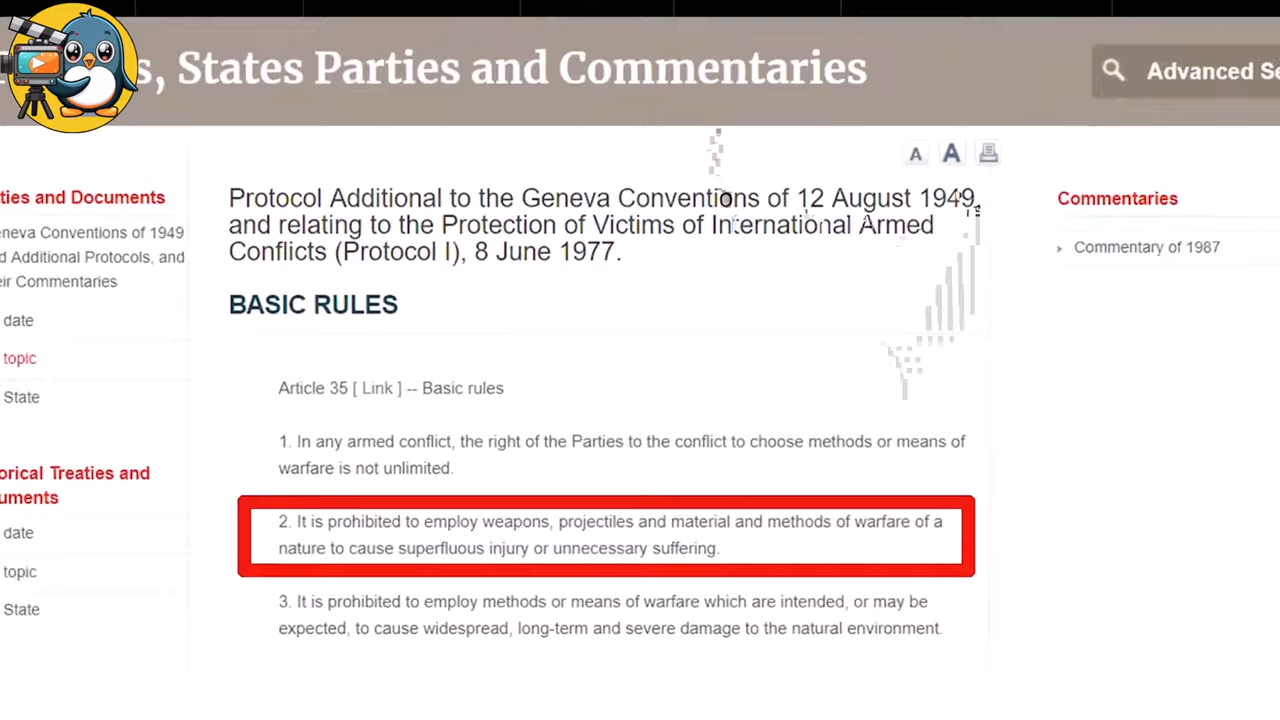 s, States Parties and Commentaries
Advanced Se
ties and Documents
eneva Conventions of 1949
d Additional Protocols, and
eir Commentaries
date
topic
State
orical Treaties and
cuments
date
topic
State
A A
Protocol Additional to the Geneva Conventions of 12 August 1949,
and relating to the Protection of Victims of International Armed
Conflicts (Protocol I), 8 June 1977.
BASIC RULES
Article 35 [ Link ] -- Basic rules
1. In any armed conflict, the right of the Parties to the conflict to choose methods or means of
warfare is not unlimited.
2. It is prohibited to employ weapons, projectiles and material and methods of warfare of a
nature to cause superfluous injury or unnecessary suffering.
3. It is prohibited to employ methods or means of warfare which are intended, or may be
expected, to cause widespread, long-term and severe damage to the natural environment.
Commentaries
Commentary of 1987